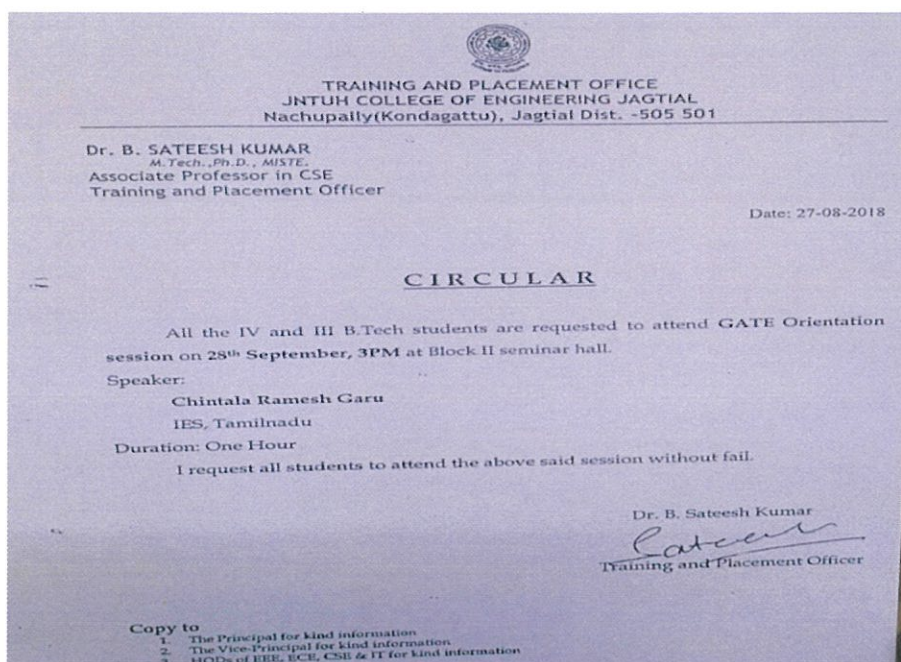 TRAINING AND PLACEMENT OFFICE
JNTUH COLLEGE OF ENGINEERING JAGTIAL
Nachupally(Kondagattu), Jagtial Dist. -505 501
Dr. B. SATEESH KUMAR
M.Tech.,Ph.D., MISTE.
Associate Professor in CSE
Training and Placement Officer
Date: 27-08-2018
CIRCULAR
All the IV and III B.Tech students are requested to attend GATE Orientation
session on 28th September, 3PM at Block II seminar hall.
Speaker:
Chintala Ramesh Garu
IES, Tamilnadu
Duration: One Hour
I request all students to attend the above said session without fail.
Dr. B. Sateesh Kumar
Sateesh
Training and Placement Officer
Copy to
1. The Principal for kind information
2. The Vice-Principal for kind information
3. HODs of EEE, ECE, CSE & IT for kind information